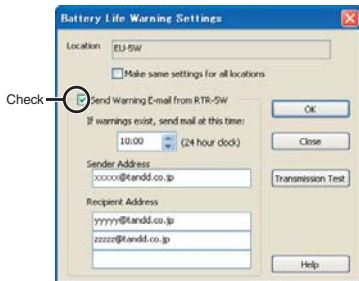 Battery Life Warning Settings
Location
EU-5W
Make same settings for all locations
Check
Send Warning E-mail from RTR-5W
OK
If warnings exist, send mail at this time:
10:00
(24 hour clock)
Close
Sender Address
xxxxx@tandd.co.jp
Transmission Test
Recipient Address
yyyyy@tandd.co.jp
zzzzz@tandd.co.jp
Help